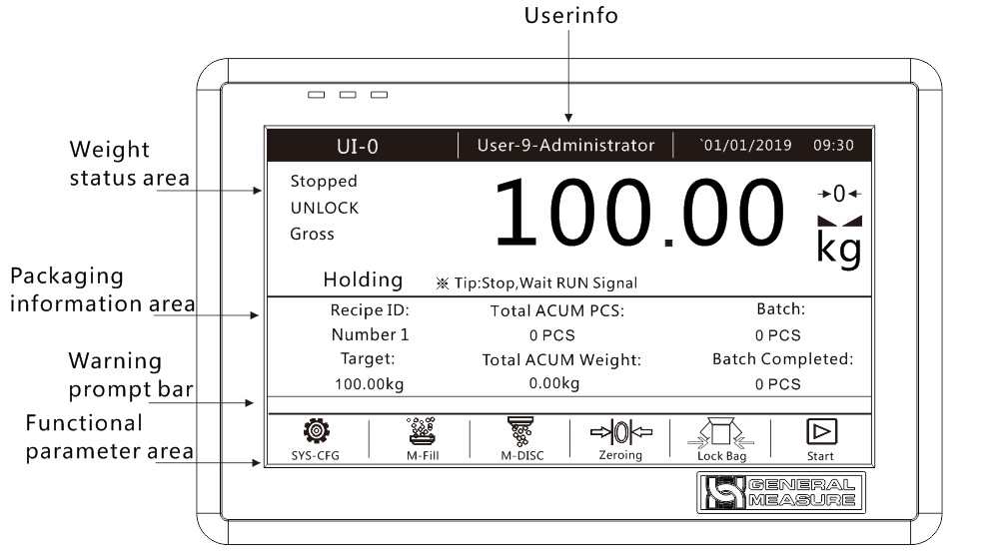 Userinfo
Weight
status area
Packaging
information area
Warning
prompt bar
Functional
parameter area
UI-0
User-9-Administrator
`01/01/2019 09:30
Stopped
UNLOCK
Gross
100.00
→0←
kg
Holding
※ Tip:Stop,Wait RUN Signal
Recipe ID:
Number 1
Target:
100.00kg
Total ACUM PCS:
0 PCS
Total ACUM Weight:
0.00kg
Batch:
0 PCS
Batch Completed:
0 PCS
SYS-CFG
M-Fill
M-DISC
→|0|←
Zeroing
Lock Bag
Start
GENERAL
MEASURE